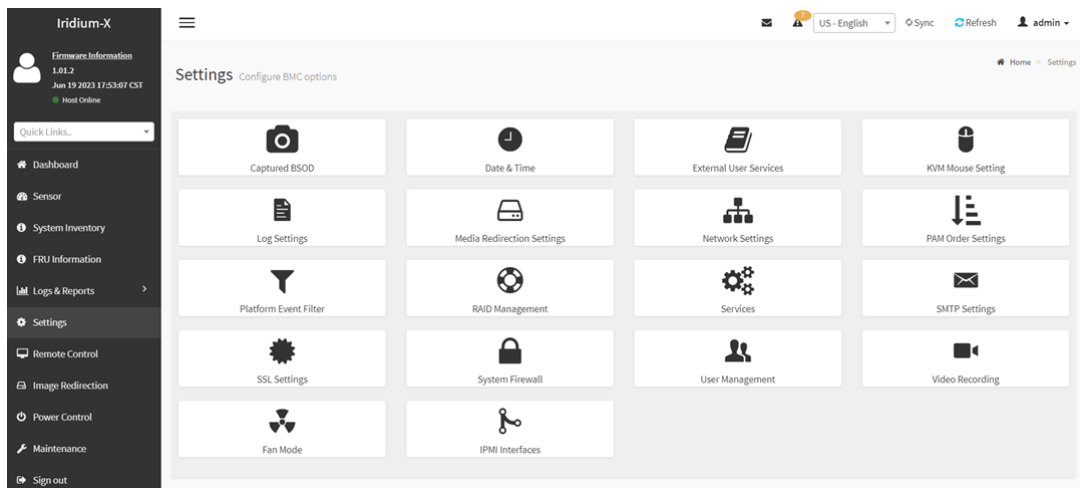 Iridium-X
Firmware Information
1.01.2
Jun 19 2023 17:53:07 CST
Host Online
Quick Links..
Dashboard
Sensor
System Inventory
FRU Information
Logs & Reports
Settings
Remote Control
Image Redirection
Power Control
Maintenance
Sign out
7
US - English
Sync
Refresh
admin
Settings Configure BMC options
Home > Settings
Captured BSOD
Date & Time
External User Services
KVM Mouse Setting
Log Settings
Media Redirection Settings
Network Settings
PAM Order Settings
Platform Event Filter
RAID Management
Services
SMTP Settings
SSL Settings
System Firewall
User Management
Video Recording
Fan Mode
IPMI Interfaces